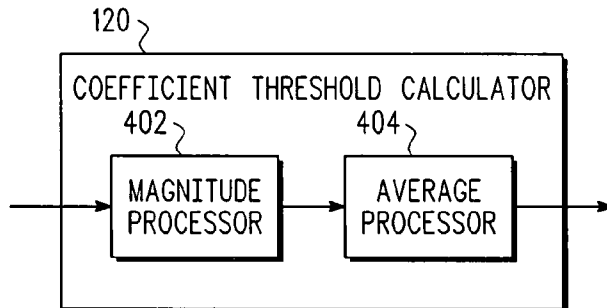 120
COEFFICIENT THRESHOLD CALCULATOR
402
404
MAGNITUDE
PROCESSOR
AVERAGE
PROCESSOR